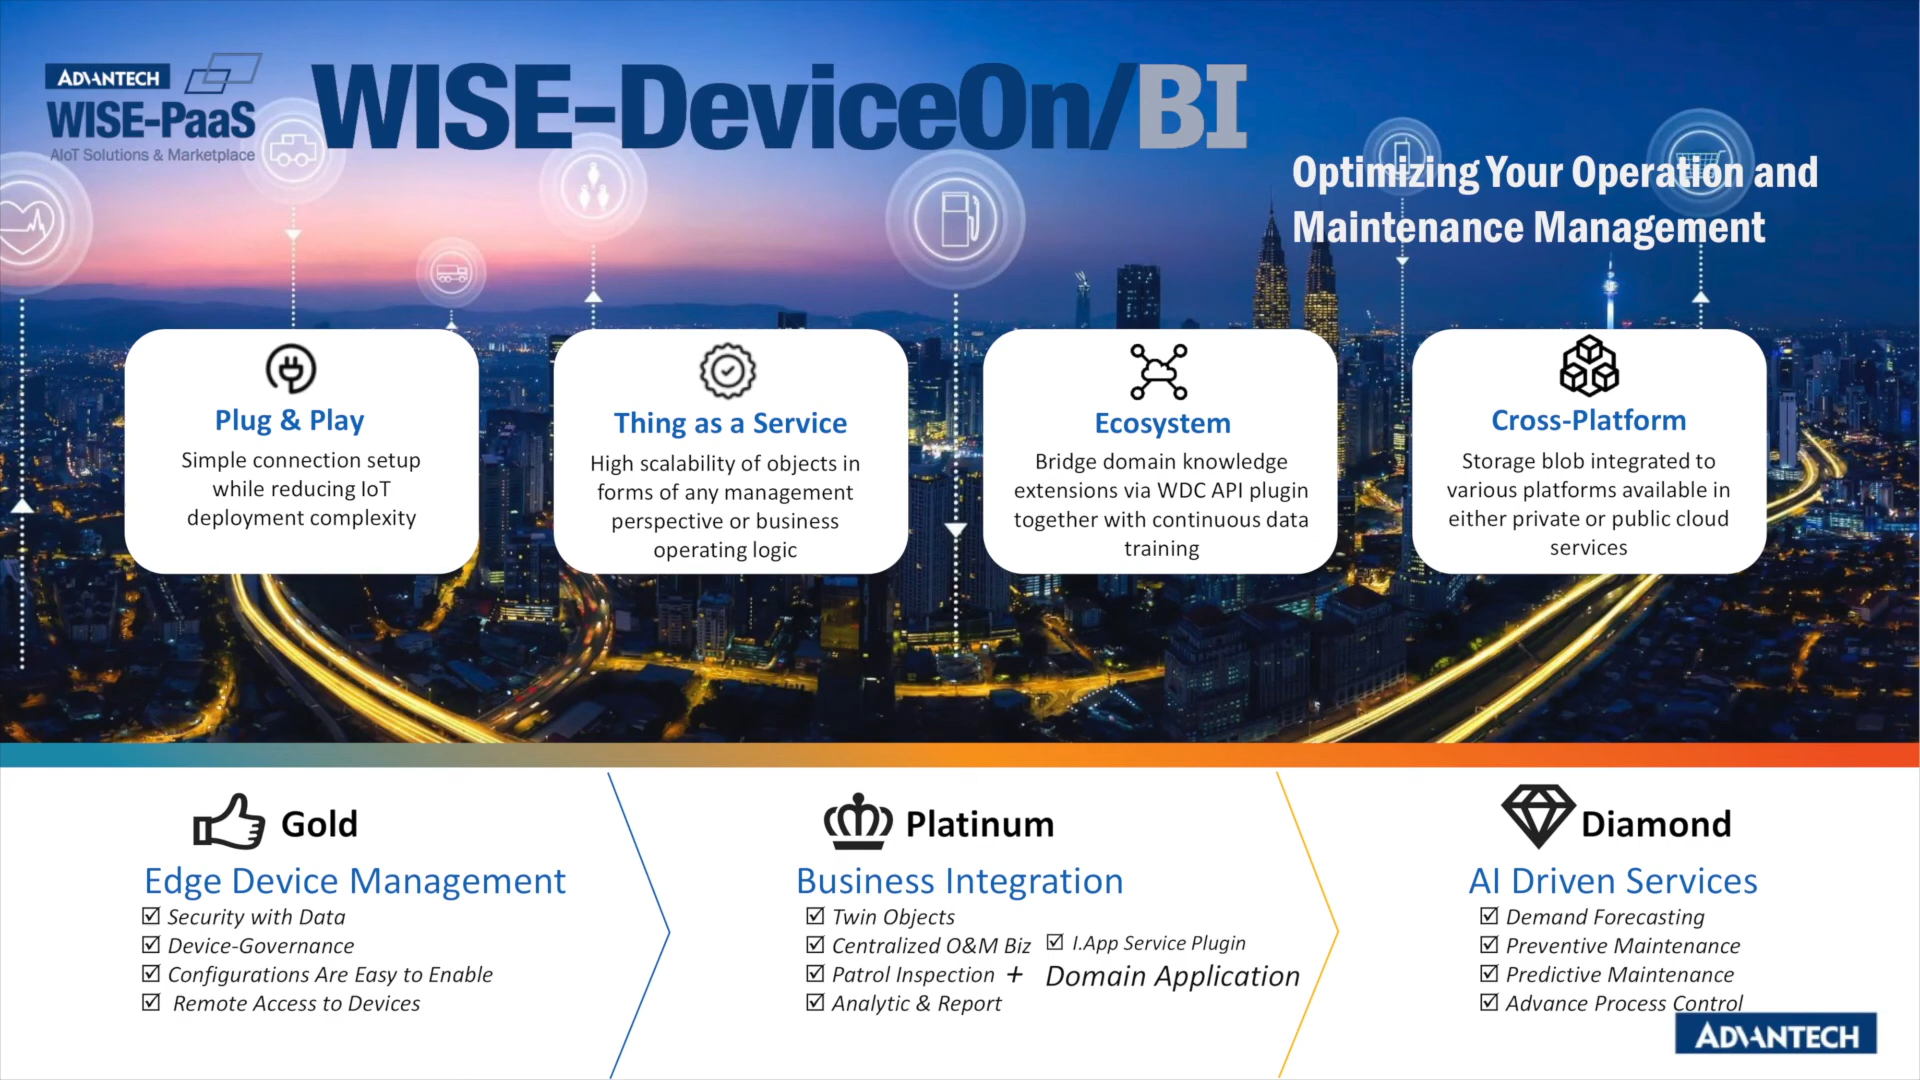 ADVANTECH
WISE-PaaS
AIoT Solutions & Marketplace
WISE-DeviceOn/BI
Optimizing Your Operation and
Maintenance Management
Plug & Play
Simple connection setup
while reducing IoT
deployment complexity
Thing as a Service
High scalability of objects in
forms of any management
perspective or business
operating logic
Ecosystem
Bridge domain knowledge
extensions via WDC API plugin
together with continuous data
training
Cross-Platform
Storage blob integrated to
various platforms available in
either private or public cloud
services
Gold
Edge Device Management
☑ Security with Data
☑ Device-Governance
☑ Configurations Are Easy to Enable
☑ Remote Access to Devices
Platinum
Business Integration
☑ Twin Objects
☑ Centralized O&M Biz
☑ Patrol Inspection +
☑ Analytic & Report
☑ I.App Service Plugin
Domain Application
Diamond
AI Driven Services
☑ Demand Forecasting
☑ Preventive Maintenance
☑ Predictive Maintenance
☑ Advance Process Control
ADVANTECH